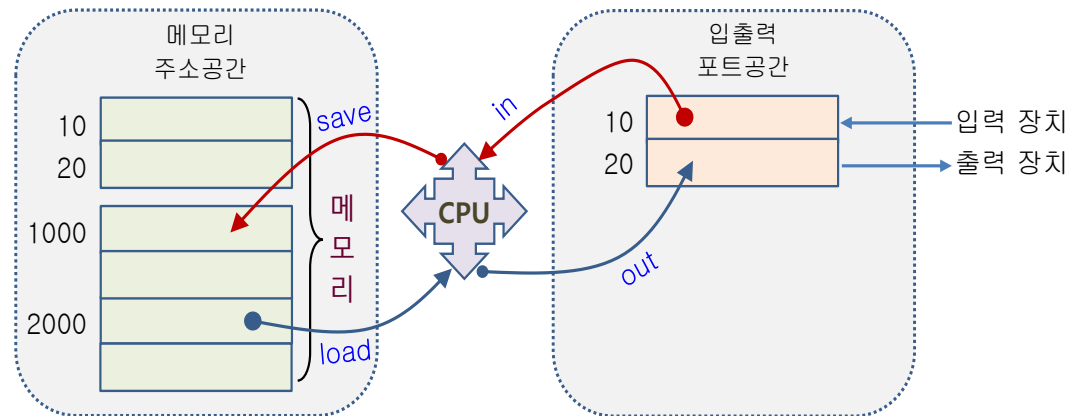 메모리
주소공간
10
20
1000
2000
메
모
리
save
load
CPU
in
out
입출력
포트공간
10
20
입력 장치
출력 장치